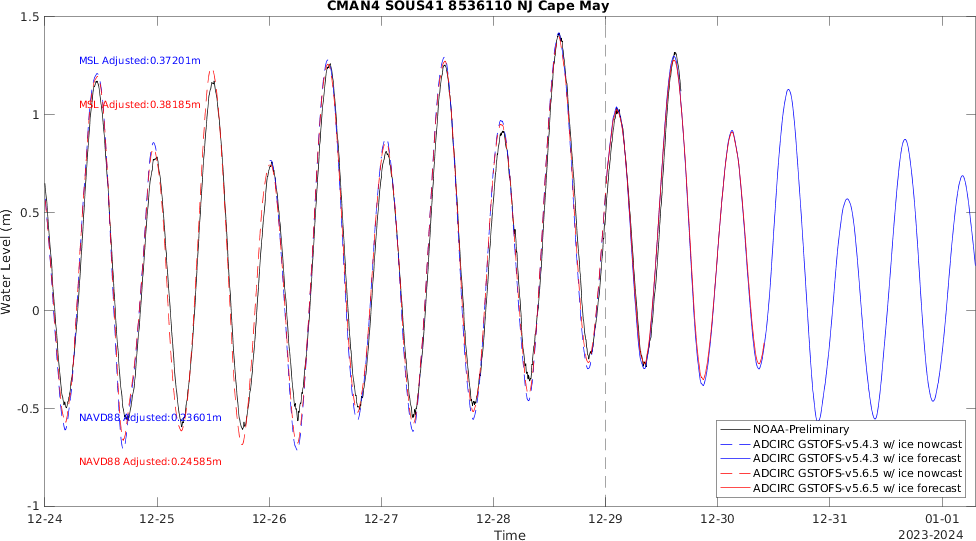 CMAN4 SOUS41 8536110 NJ Cape May
1.5
MSL Adjusted:0.37201m
MSL Adjusted:0.38185m
1
0.5
Water Level (m)
0
-0.5
NAVD88 Adjusted:0.23601m
NAVD88 Adjusted:0.24585m
-1
NOAA-Preliminary
ADCIRC GSTOFS-v5.4.3 w/ ice nowcast
ADCIRC GSTOFS-v5.4.3 w/ ice forecast
ADCIRC GSTOFS-v5.6.5 w/ ice nowcast
ADCIRC GSTOFS-v5.6.5 w/ ice forecast
12-24 12-25 12-26 12-27 12-28 12-29 12-30 12-31 01-01
Time
2023-2024